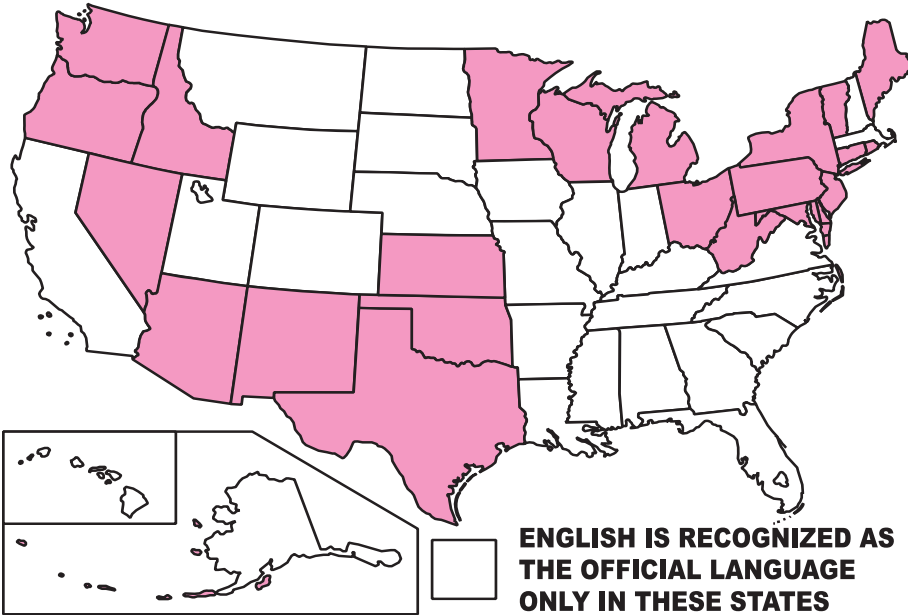 ENGLISH IS RECOGNIZED AS
THE OFFICIAL LANGUAGE
ONLY IN THESE STATES